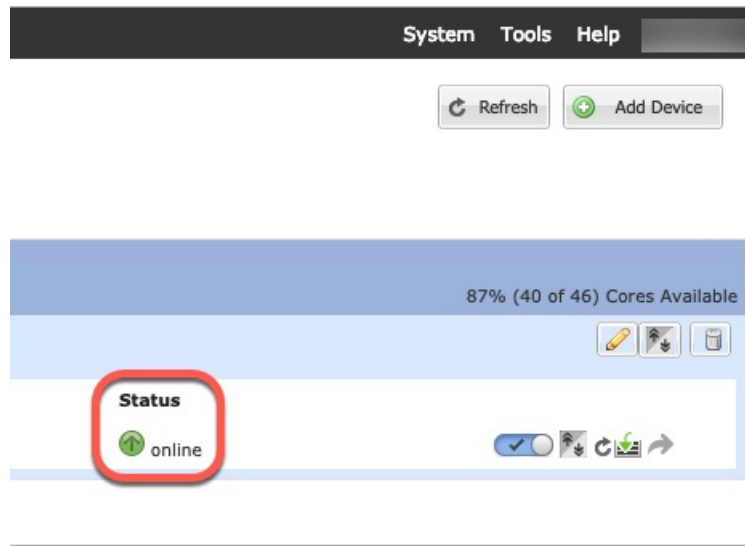 System Tools Help
Refresh Add Device
87% (40 of 46) Cores Available
Status
online